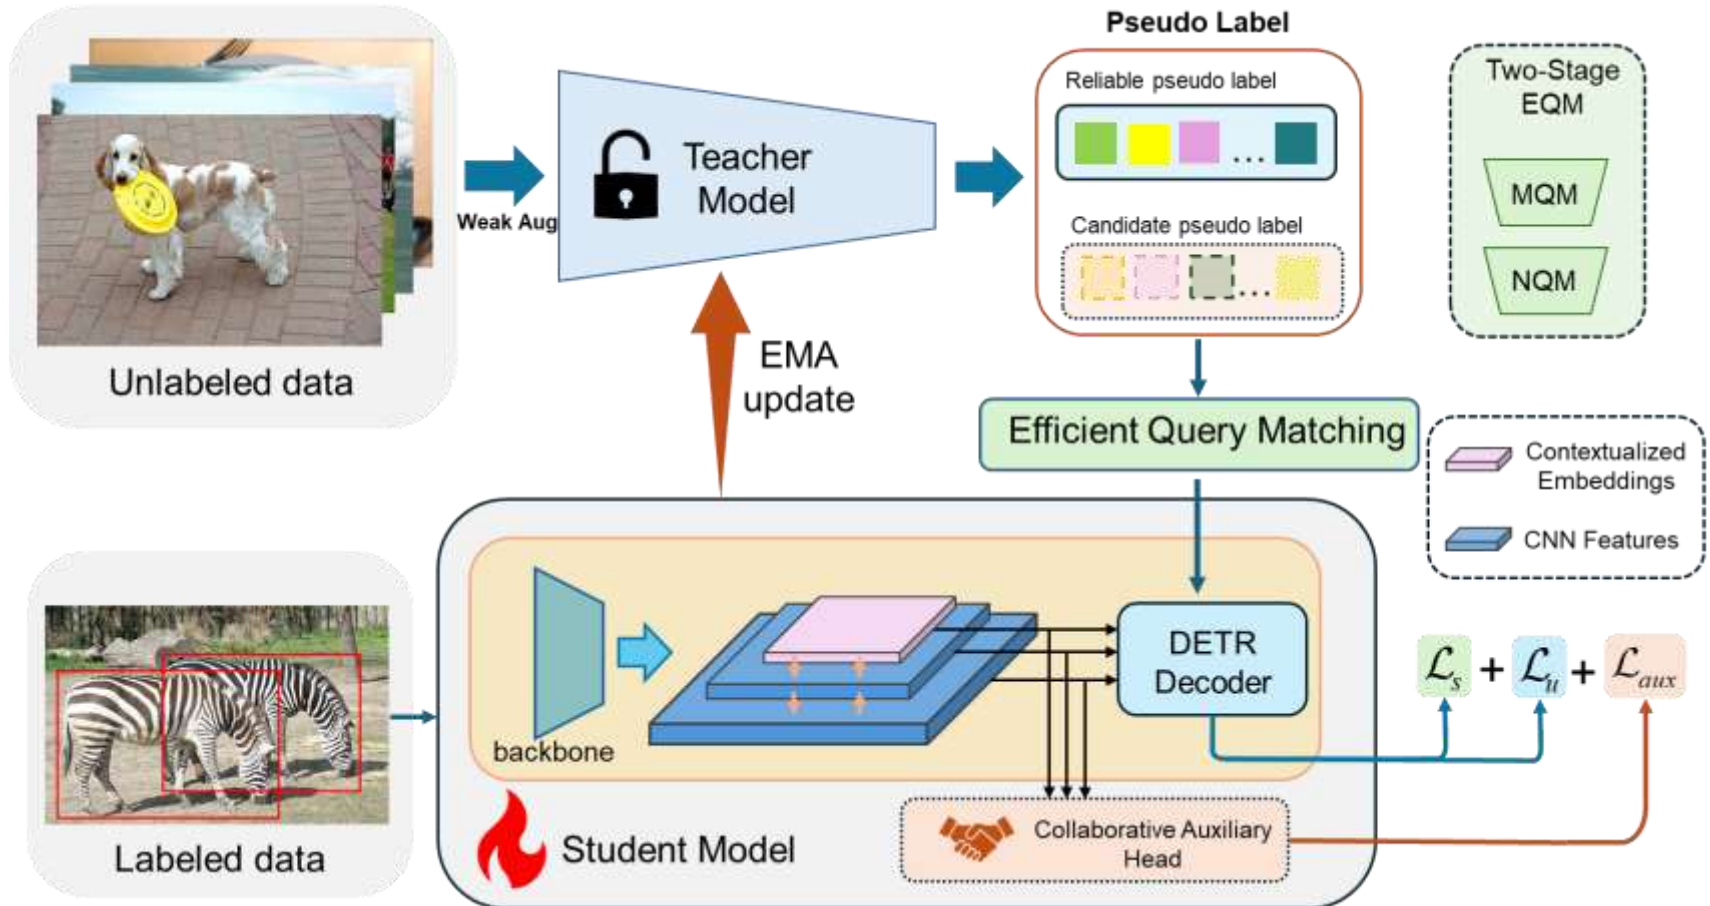 Pseudo Label
Reliable pseudo label
...
Candidate pseudo label
...
Two-Stage
EQM
MQM
NQM
Teacher
Model
Weak Aug
Unlabeled data
EMA
update
Efficient Query Matching
Contextualized
Embeddings
CNN Features
DETR
Decoder
backbone
ℒs + ℒu + ℒaux
Collaborative Auxiliary
Head
Student Model
Labeled data